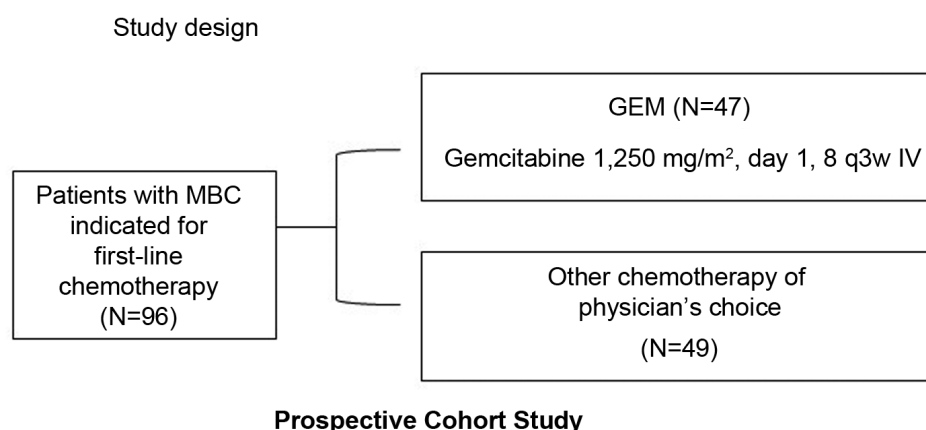 Study design
Patients with MBC
indicated for
first-line
chemotherapy
(N=96)
GEM (N=47)
Gemcitabine 1,250 mg/m², day 1, 8 q3w IV
Other chemotherapy of
physician’s choice
(N=49)
Prospective Cohort Study